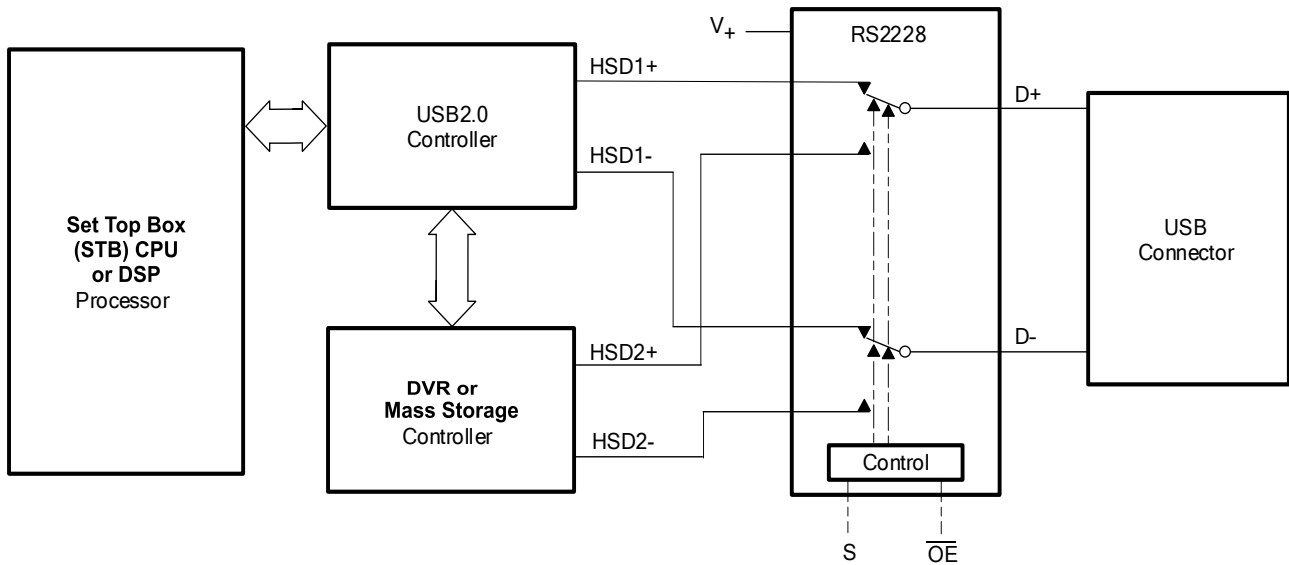 V+
RS2228
HSD1+
USB2.0
Controller
D+
HSD1-
Set Top Box
(STB) CPU
or DSP
Processor
USB
Connector
HSD2+
D-
DVR or
Mass Storage
Controller
HSD2-
Control
S
O̅E̅